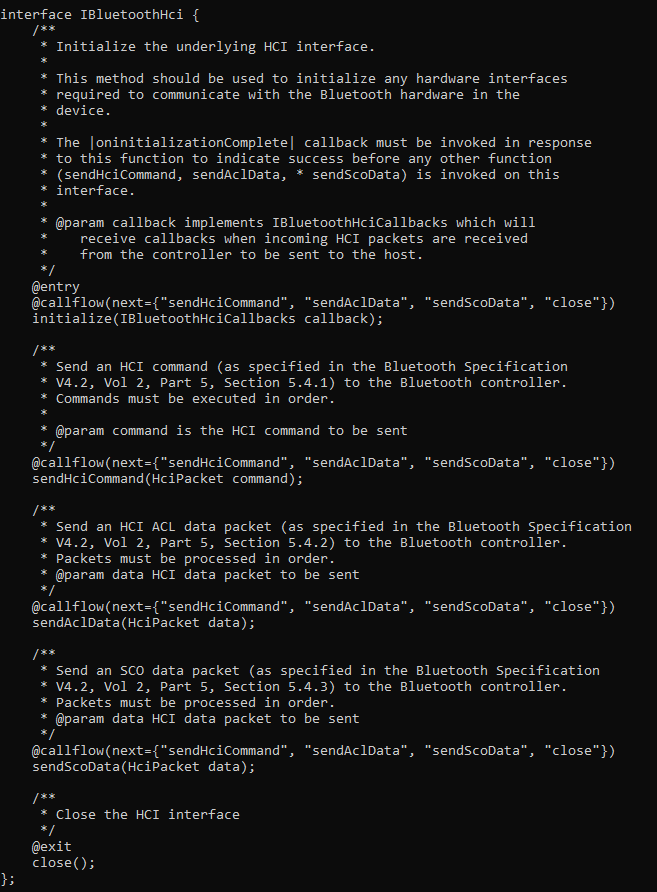 interface IBluetoothHci {
    /**
     * Initialize the underlying HCI interface.
     *
     * This method should be used to initialize any hardware interfaces
     * required to communicate with the Bluetooth hardware in the
     * device.
     *
     * The |oninitializationComplete| callback must be invoked in response
     * to this function to indicate success before any other function
     * (sendHciCommand, sendAclData, * sendScoData) is invoked on this
     * interface.
     *
     * @param callback implements IBluetoothHciCallbacks which will
     *    receive callbacks when incoming HCI packets are received
     *    from the controller to be sent to the host.
     */
    @entry
    @callflow(next={"sendHciCommand", "sendAclData", "sendScoData", "close"})
    initialize(IBluetoothHciCallbacks callback);

    /**
     * Send an HCI command (as specified in the Bluetooth Specification
     * V4.2, Vol 2, Part 5, Section 5.4.1) to the Bluetooth controller.
     * Commands must be executed in order.
     *
     * @param command is the HCI command to be sent
     */
    @callflow(next={"sendHciCommand", "sendAclData", "sendScoData", "close"})
    sendHciCommand(HciPacket command);

    /**
     * Send an HCI ACL data packet (as specified in the Bluetooth Specification
     * V4.2, Vol 2, Part 5, Section 5.4.2) to the Bluetooth controller.
     * Packets must be processed in order.
     * @param data HCI data packet to be sent
     */
    @callflow(next={"sendHciCommand", "sendAclData", "sendScoData", "close"})
    sendAclData(HciPacket data);

    /**
     * Send an SCO data packet (as specified in the Bluetooth Specification
     * V4.2, Vol 2, Part 5, Section 5.4.3) to the Bluetooth controller.
     * Packets must be processed in order.
     * @param data HCI data packet to be sent
     */
    @callflow(next={"sendHciCommand", "sendAclData", "sendScoData", "close"})
    sendScoData(HciPacket data);

    /**
     * Close the HCI interface
     */
    @exit
    close();
};